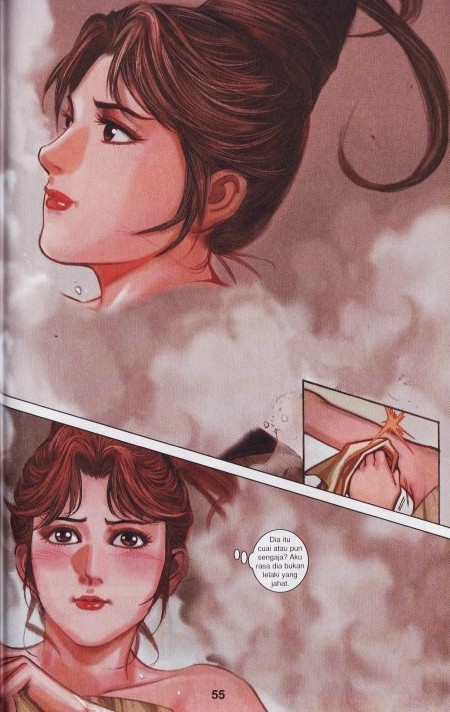 Dia itu
cuai atau pun
sengaja? Aku
rasa dia bukan
lelaki yang
jahat.
55